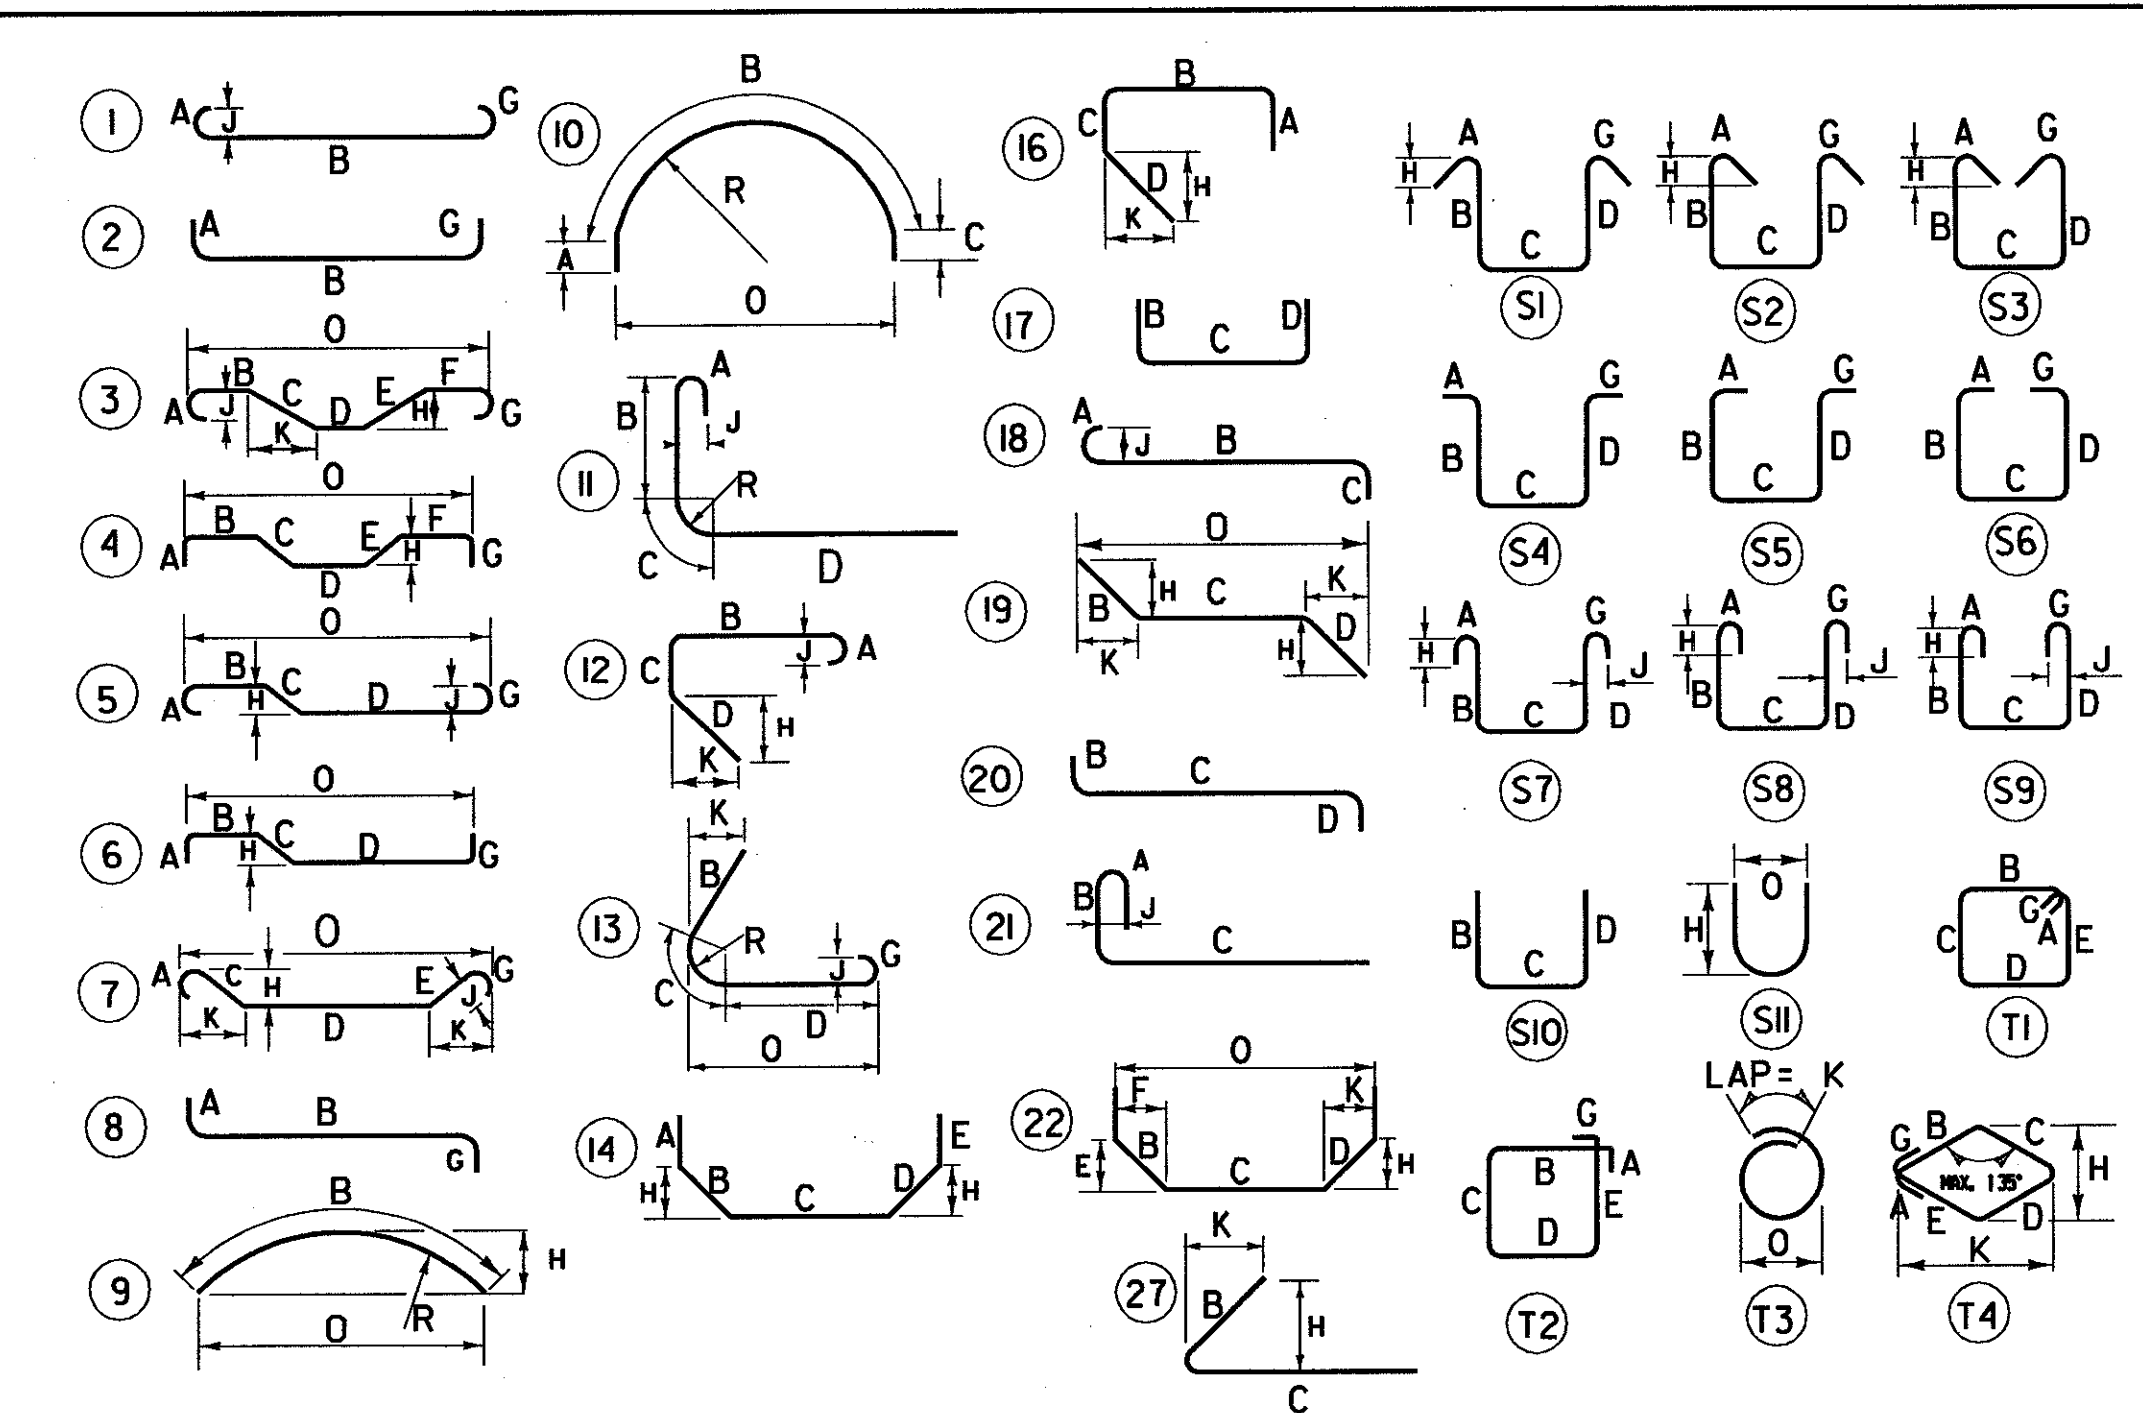 1 A J B G
2 A B G
3 O A B J C K D E H F G
4 O A B C D E H F G
5 O A B H C D J G
6 O A B H C D G
7 O A C H K D E J K G
8 A B G
9 B H R O
10 B R A O C
11 A B J R C D
12 B J A C D H K
13 K B R C J G D O
14 A E H B C D H
16 B C A D H K
17 B C D
18 A J B C
19 O B H K C K H D
20 B C D
21 A B J C
22 O F K E B C D H
27 K B H C
S1 A G H B C D
S2 A G H B C D
S3 A G H B C D
S4 A G B C D
S5 A G B C D
S6 A G B C D
S7 A G H J B C D
S8 A G H J B C D
S9 A G H J B C D
S10 B C D
S11 O H
T1 B G A C D E
T2 G A B C D E
LAP = K
O
T3
G B C H
MAX. 135°
A E D
K
T4